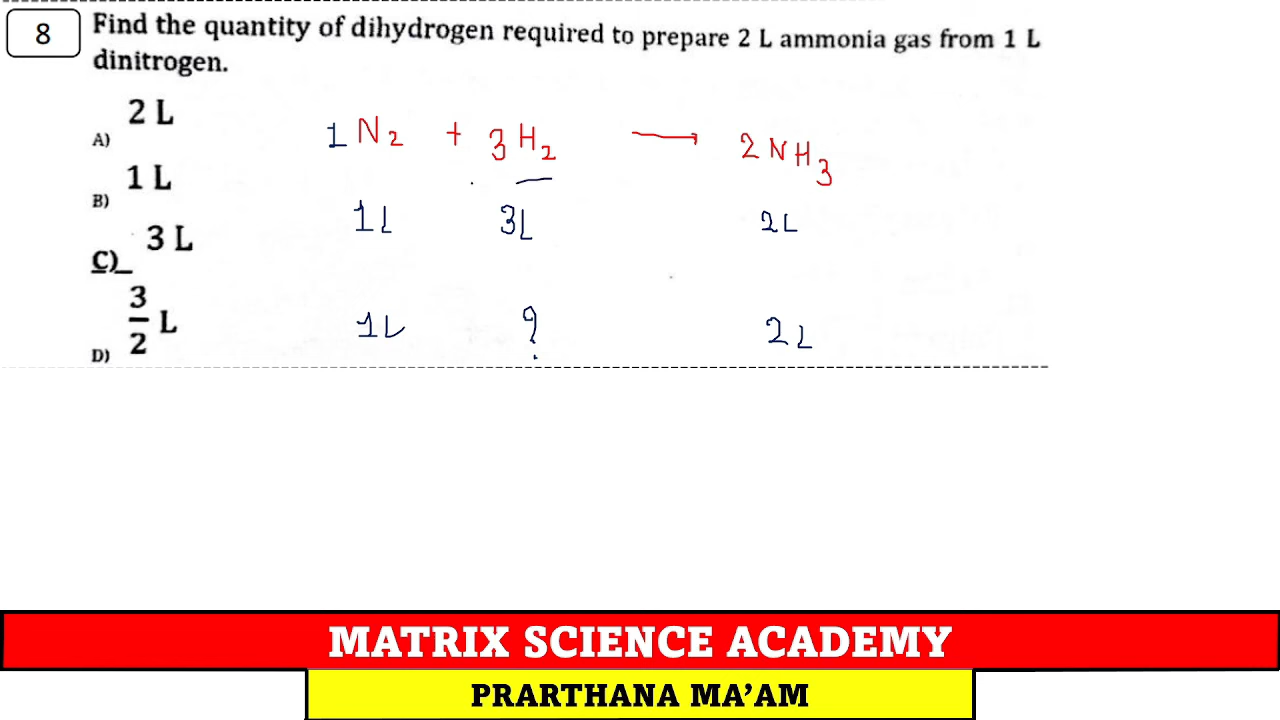 8
Find the quantity of dihydrogen required to prepare 2 L ammonia gas from 1 L
dinitrogen.
A) 2 L
B) 1 L
C) 3 L
D) 3/2 L
1 N₂ + 3 H₂ → 2 NH₃
1L 3L 2L
1L ? 2L
MATRIX SCIENCE ACADEMY
PRARTHANA MA’AM